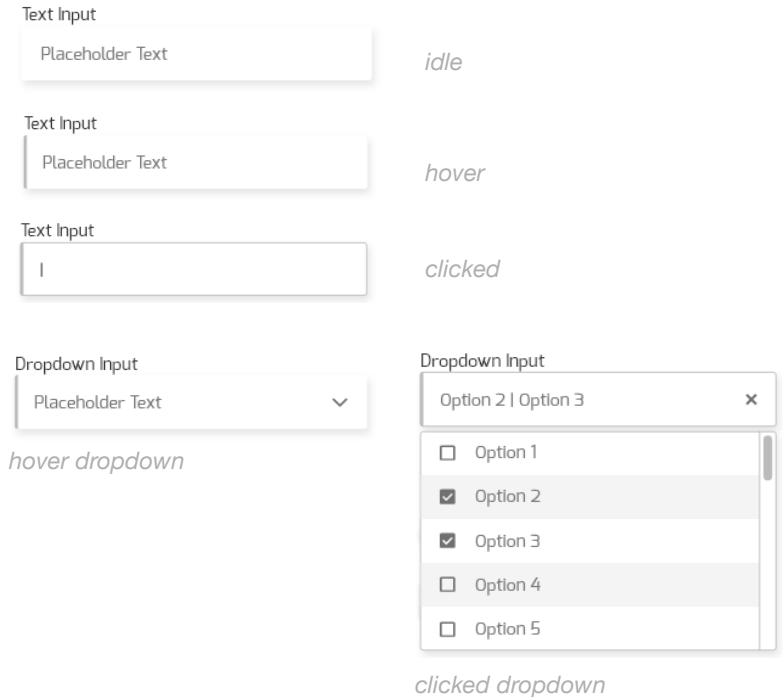 Text Input
Placeholder Text
idle
Text Input
Placeholder Text
hover
Text Input
clicked
Dropdown Input
Placeholder Text
hover dropdown
Dropdown Input
Option 2 | Option 3
Option 1
Option 2
Option 3
Option 4
Option 5
clicked dropdown